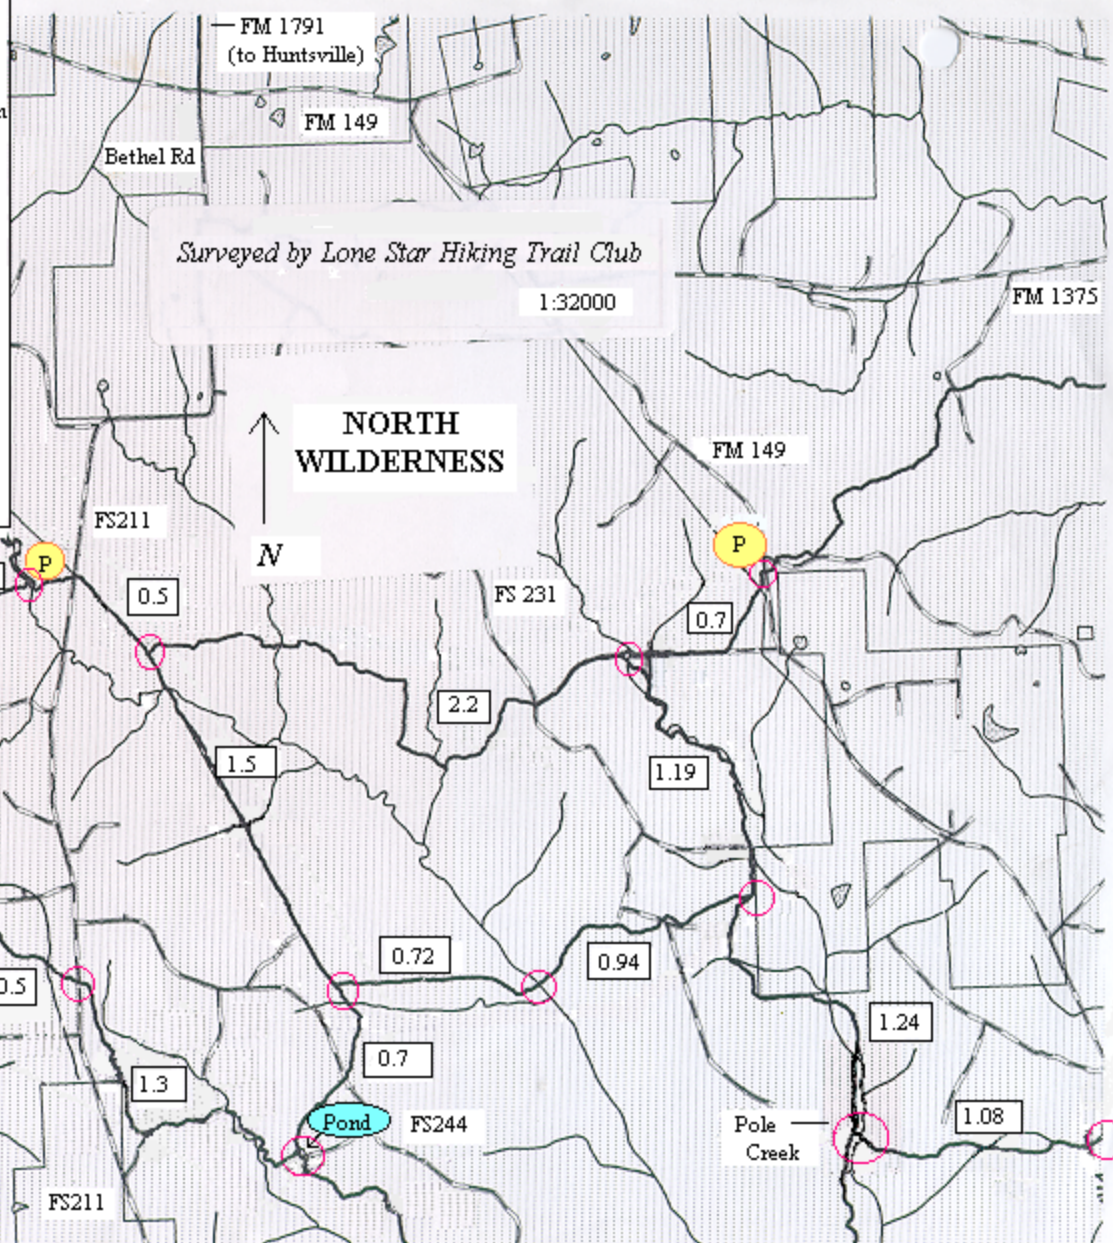 FM 1791
(to Huntsville)
FM 149
Bethel Rd
Surveyed by Lone Star Hiking Trail Club
1:32000
FM 1375
NORTH
WILDERNESS
FM 149
FS211
N
P
P
0.5
FS 231
0.7
2.2
1.19
1.5
0.72
0.94
0.5
1.24
0.7
1.3
Pond
FS244
Pole
Creek
1.08
FS211